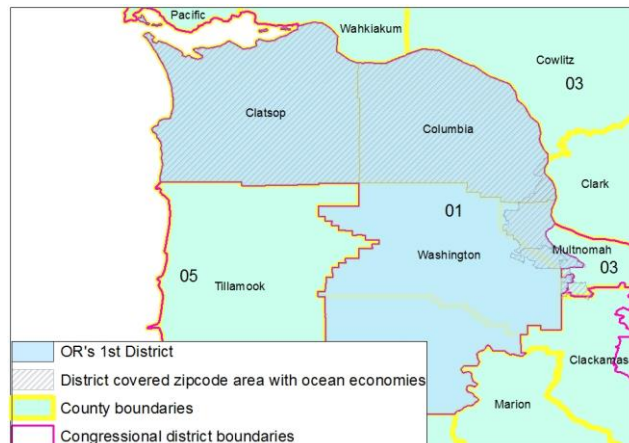 Pacific
Wahkiakum
Cowlitz
03
Clatsop
Columbia
Clark
01
Multnomah
Washington
03
05
Tillamook
Clackamas
Marion
OR's 1st District
District covered zipcode area with ocean economies
County boundaries
Congressional district boundaries